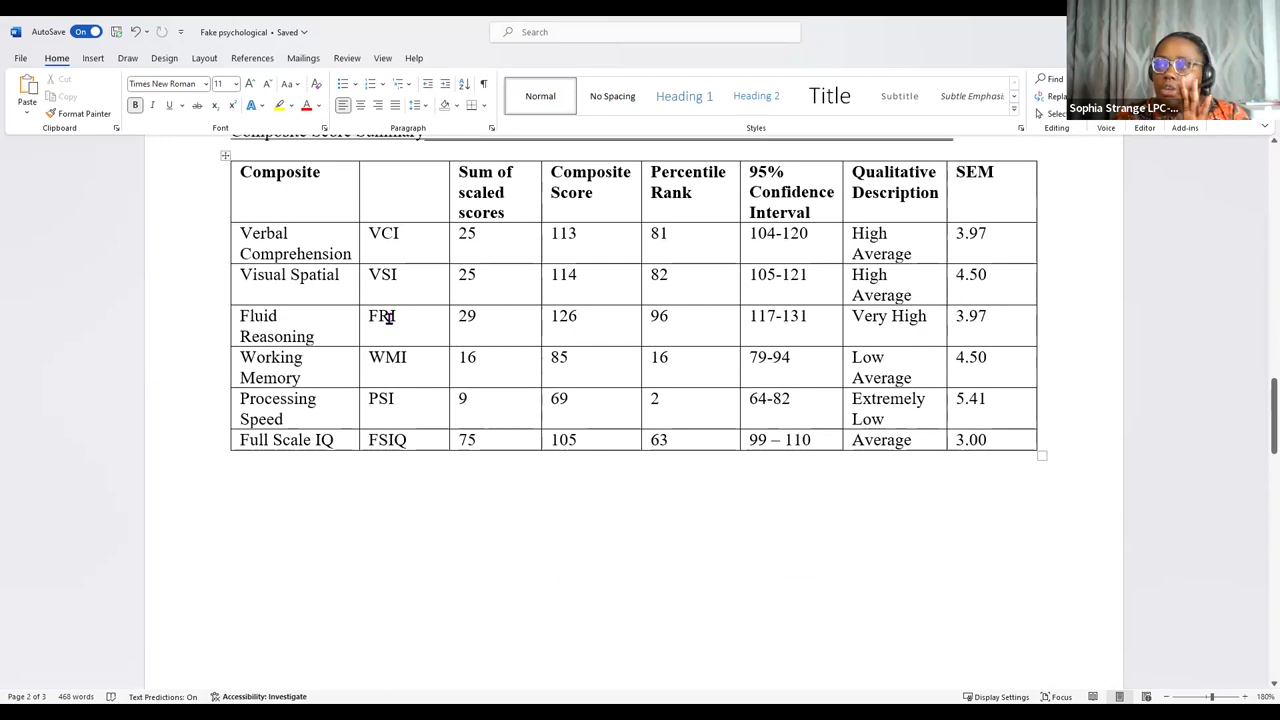 AutoSave On Fake psychological • Saved Search
File Home Insert Draw Design Layout References Mailings Review View Help
Paste Cut Copy Format Painter Times New Roman 11 Aa
Normal No Spacing Heading 1 Heading 2 Title Subtitle Subtle Emphasi
Find
Sophia Strange LPC-...
Clipboard Font Paragraph Styles Editing Voice Editor Add-ins
Composite Score Summary
Composite Sum of scaled scores Composite Score Percentile Rank 95% Confidence Interval Qualitative Description SEM
Verbal Comprehension VCI 25 113 81 104-120 High Average 3.97
Visual Spatial VSI 25 114 82 105-121 High Average 4.50
Fluid Reasoning FRI 29 126 96 117-131 Very High 3.97
Working Memory WMI 16 85 16 79-94 Low Average 4.50
Processing Speed PSI 9 69 2 64-82 Extremely Low 5.41
Full Scale IQ FSIQ 75 105 63 99 – 110 Average 3.00
Page 2 of 3 468 words Text Predictions: On Accessibility: Investigate Display Settings Focus 180%